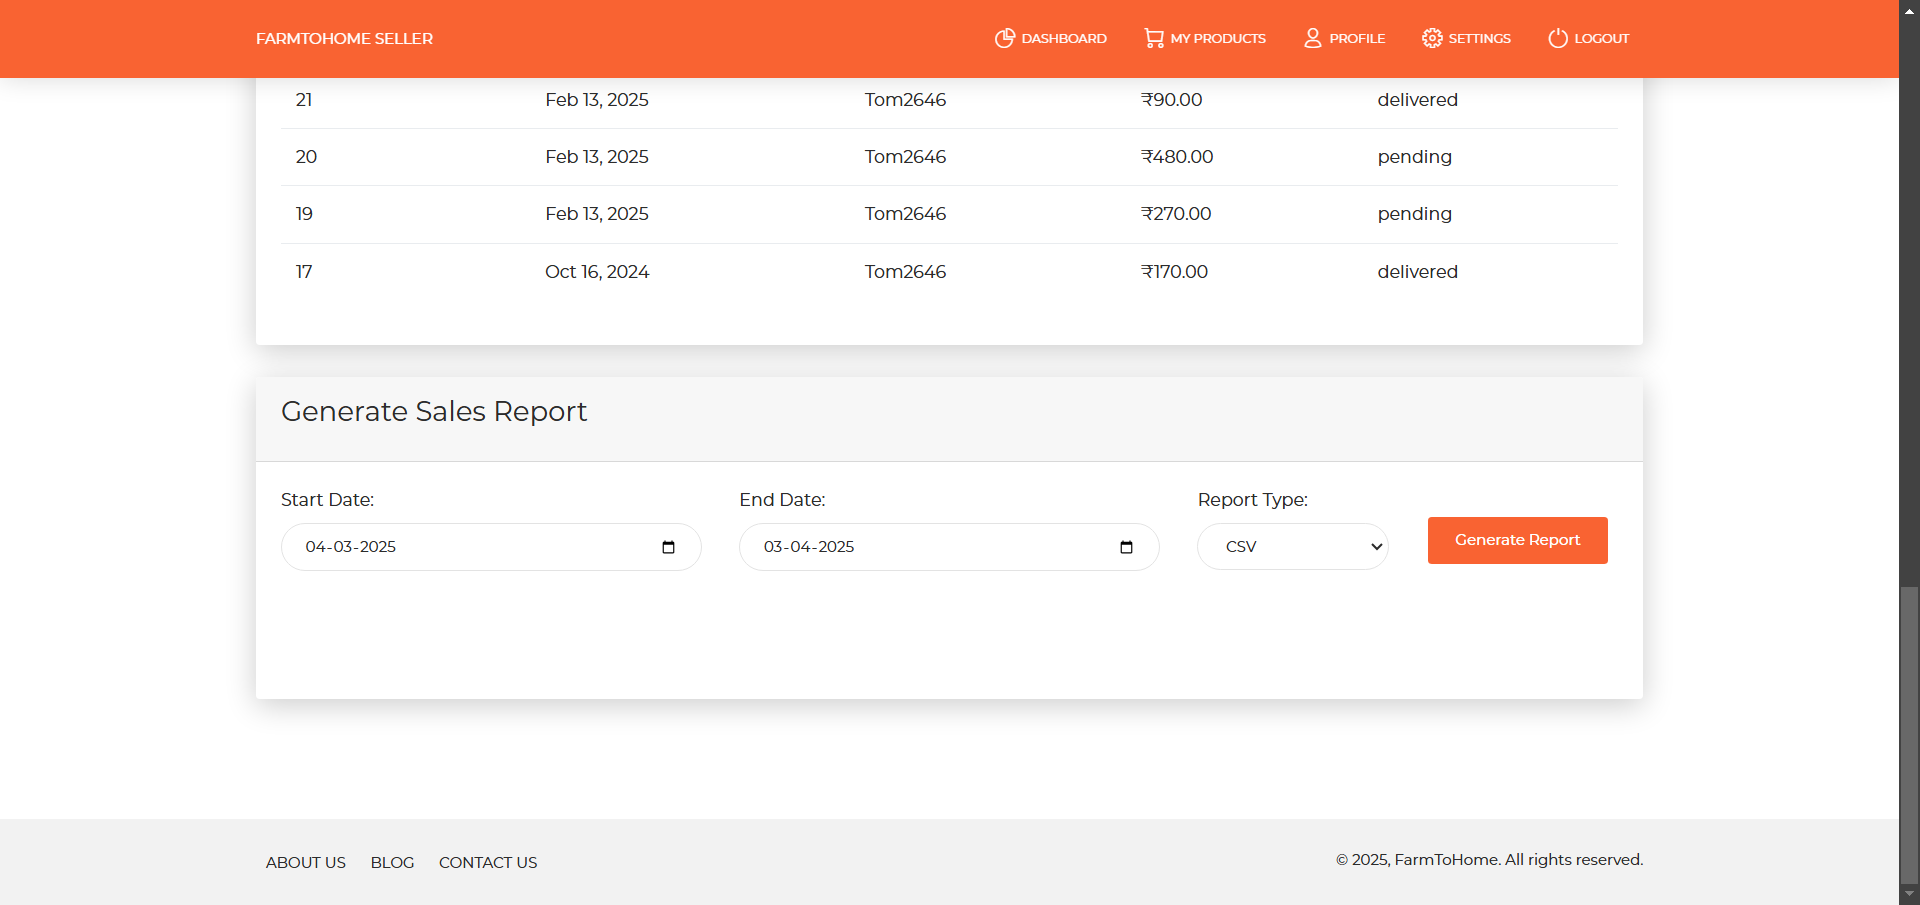 FARMTOHOME SELLER DASHBOARD MY PRODUCTS PROFILE SETTINGS LOGOUT
21 Feb 13, 2025 Tom2646 ₹90.00 delivered
20 Feb 13, 2025 Tom2646 ₹480.00 pending
19 Feb 13, 2025 Tom2646 ₹270.00 pending
17 Oct 16, 2024 Tom2646 ₹170.00 delivered
Generate Sales Report
Start Date: End Date: Report Type:
04-03-2025 03-04-2025 CSV Generate Report
ABOUT US BLOG CONTACT US © 2025, FarmToHome. All rights reserved.